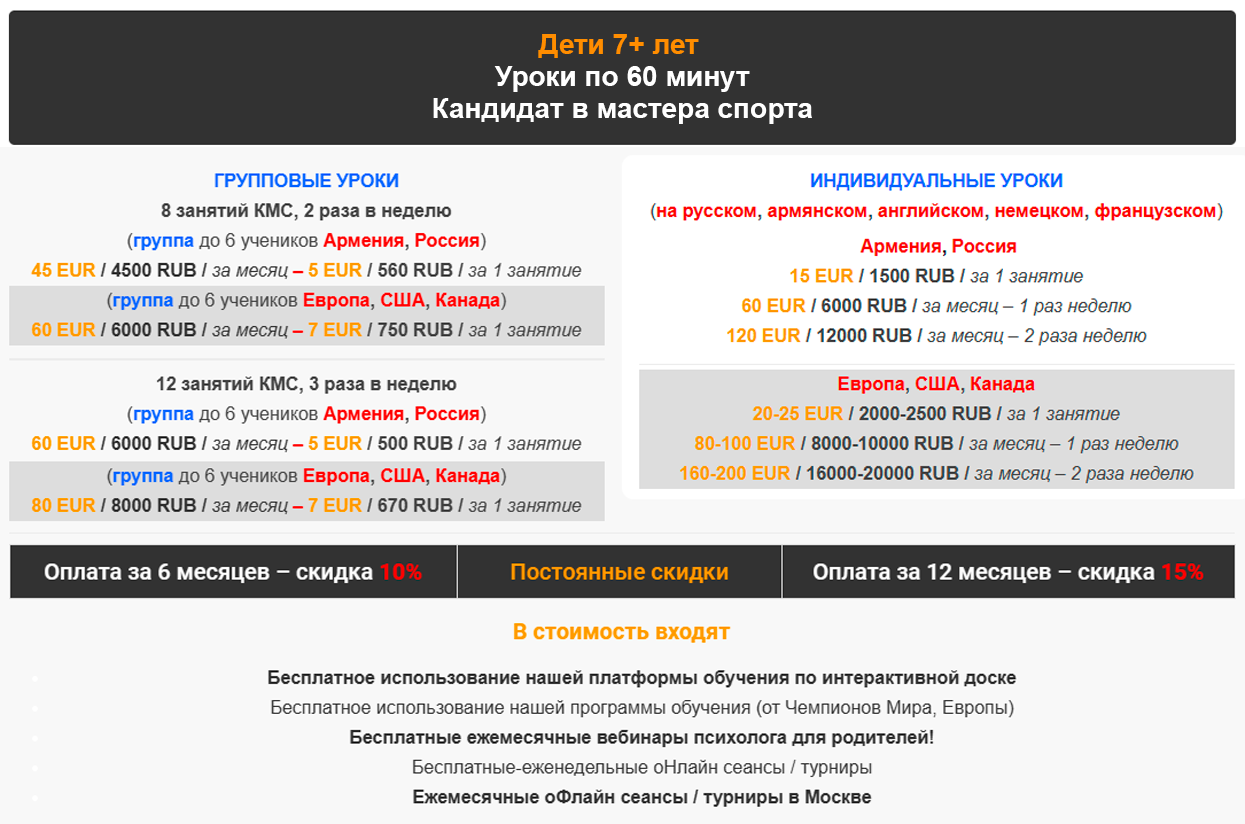 Дети 7+ лет
Уроки по 60 минут
Кандидат в мастера спорта
ГРУППОВЫЕ УРОКИ
8 занятий КМС, 2 раза в неделю
(группа до 6 учеников Армения, Россия)
45 EUR / 4500 RUB / за месяц – 5 EUR / 560 RUB / за 1 занятие
(группа до 6 учеников Европа, США, Канада)
60 EUR / 6000 RUB / за месяц – 7 EUR / 750 RUB / за 1 занятие
12 занятий КМС, 3 раза в неделю
(группа до 6 учеников Армения, Россия)
60 EUR / 6000 RUB / за месяц – 5 EUR / 500 RUB / за 1 занятие
(группа до 6 учеников Европа, США, Канада)
80 EUR / 8000 RUB / за месяц – 7 EUR / 670 RUB / за 1 занятие
ИНДИВИДУАЛЬНЫЕ УРОКИ
(на русском, армянском, английском, немецком, французском)
Армения, Россия
15 EUR / 1500 RUB / за 1 занятие
60 EUR / 6000 RUB / за месяц – 1 раз неделю
120 EUR / 12000 RUB / за месяц – 2 раза неделю
Европа, США, Канада
20-25 EUR / 2000-2500 RUB / за 1 занятие
80-100 EUR / 8000-10000 RUB / за месяц – 1 раз неделю
160-200 EUR / 16000-20000 RUB / за месяц – 2 раза неделю
Оплата за 6 месяцев – скидка 10%
Постоянные скидки
Оплата за 12 месяцев – скидка 15%
В стоимость входят
Бесплатное использование нашей платформы обучения по интерактивной доске
Бесплатное использование нашей программы обучения (от Чемпионов Мира, Европы)
Бесплатные ежемесячные вебинары психолога для родителей!
Бесплатные-еженедельные оНлайн сеансы / турниры
Ежемесячные оФлайн сеансы / турниры в Москве